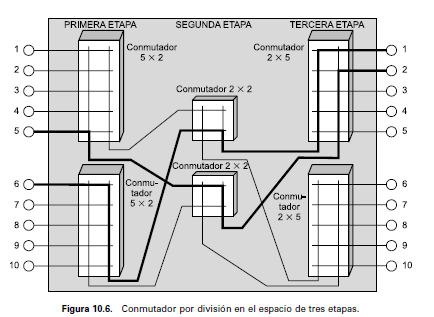 PRIMERA ETAPA SEGUNDA ETAPA TERCERA ETAPA
Conmutador
5 × 2
Conmutador
2 × 5
1
2
3
4
5
1
2
3
4
5
Conmutador 2 × 2
Conmutador 2 × 2
6
7
8
9
10
Conmu-
tador
5 × 2
Conmu-
tador
2 × 5
6
7
8
9
10
Figura 10.6. Conmutador por división en el espacio de tres etapas.